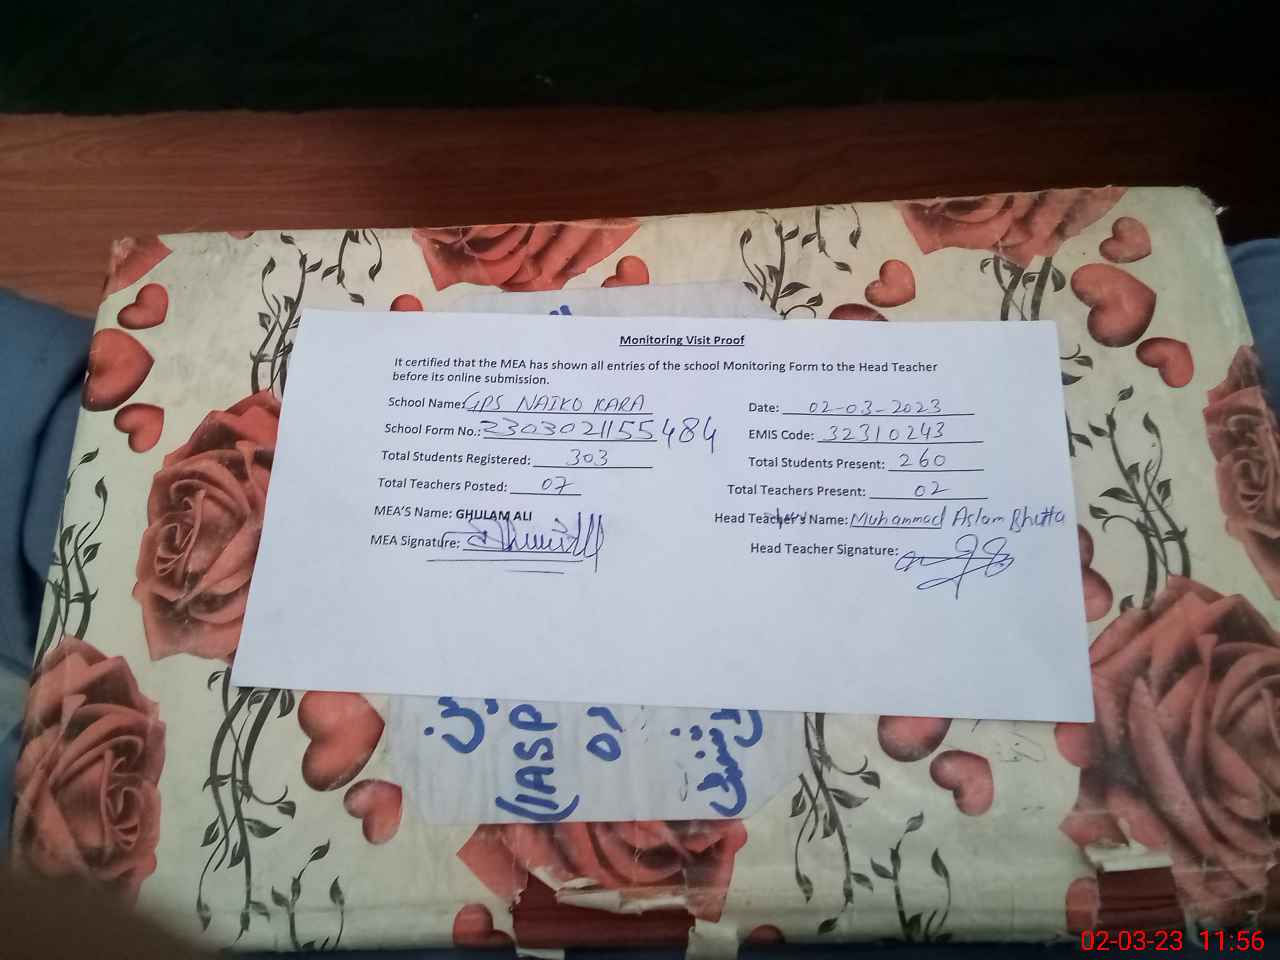 Monitoring Visit Proof
It certified that the MEA has shown all entries of the school Monitoring Form to the Head Teacher
before its online submission.
School Name: GPS NAIKO KARA Date: 02-03-2023
School Form No.: 2303021155484 EMIS Code: 32310243
Total Students Registered: 303 Total Students Present: 260
Total Teachers Posted: 07 Total Teachers Present: 02
MEA'S Name: GHULAM ALI Head Teacher's Name: Muhammad Aslam Bhutta
MEA Signature: Head Teacher Signature:
(IASP
02-03-23 11:56